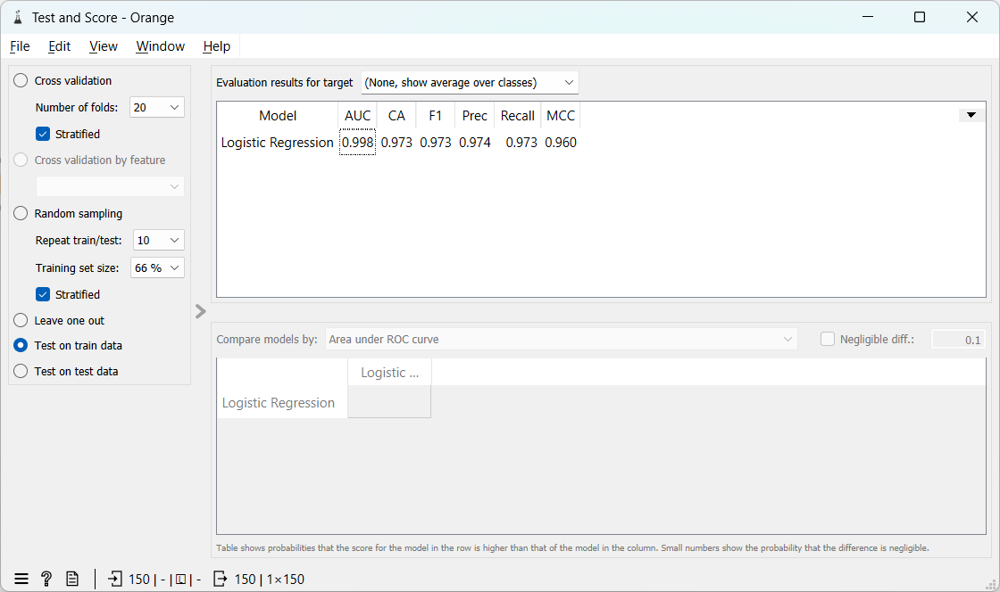 Test and Score - Orange
File Edit View Window Help
Cross validation
Number of folds: 20
Stratified
Cross validation by feature
Random sampling
Repeat train/test: 10
Training set size: 66 %
Stratified
Leave one out
Test on train data
Test on test data
Evaluation results for target (None, show average over classes)
Model AUC CA F1 Prec Recall MCC
Logistic Regression 0.998 0.973 0.973 0.974 0.973 0.960
Compare models by: Area under ROC curve Negligible diff.: 0.1
Logistic ...
Logistic Regression
Table shows probabilities that the score for the model in the row is higher than that of the model in the column. Small numbers show the probability that the difference is negligible.
? 150 | - | | - 150 | 1×150